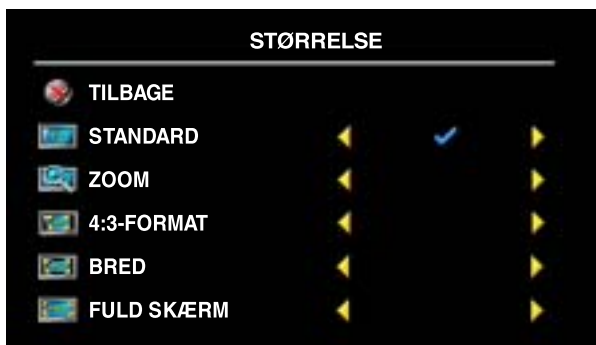 STØRRELSE
TILBAGE
STANDARD
ZOOM
4:3-FORMAT
BRED
FULD SKÆRM